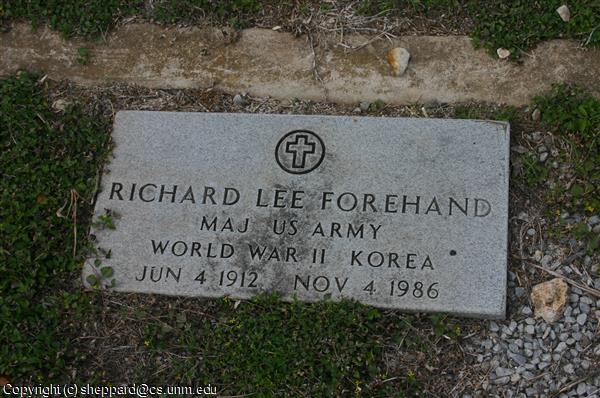 RICHARD LEE FOREHAND
MAJ US ARMY
WORLD WAR II KOREA
JUN 4 1912 NOV 4 1986
Copyright (c) sheppard@cs.unm.edu